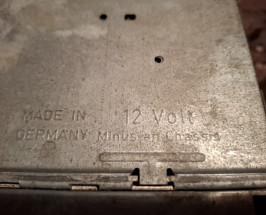 MADE IN 12 Volt
GERMANY Minus an Chassis